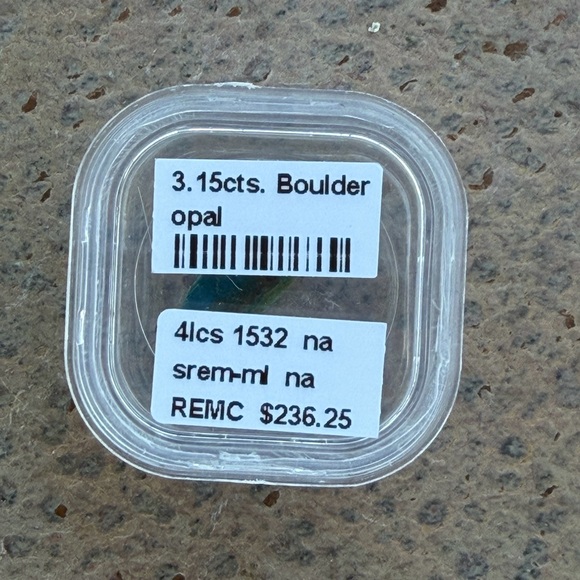 3.15cts. Boulder
opal
4lcs 1532 na
srem-ml na
REMC $236.25